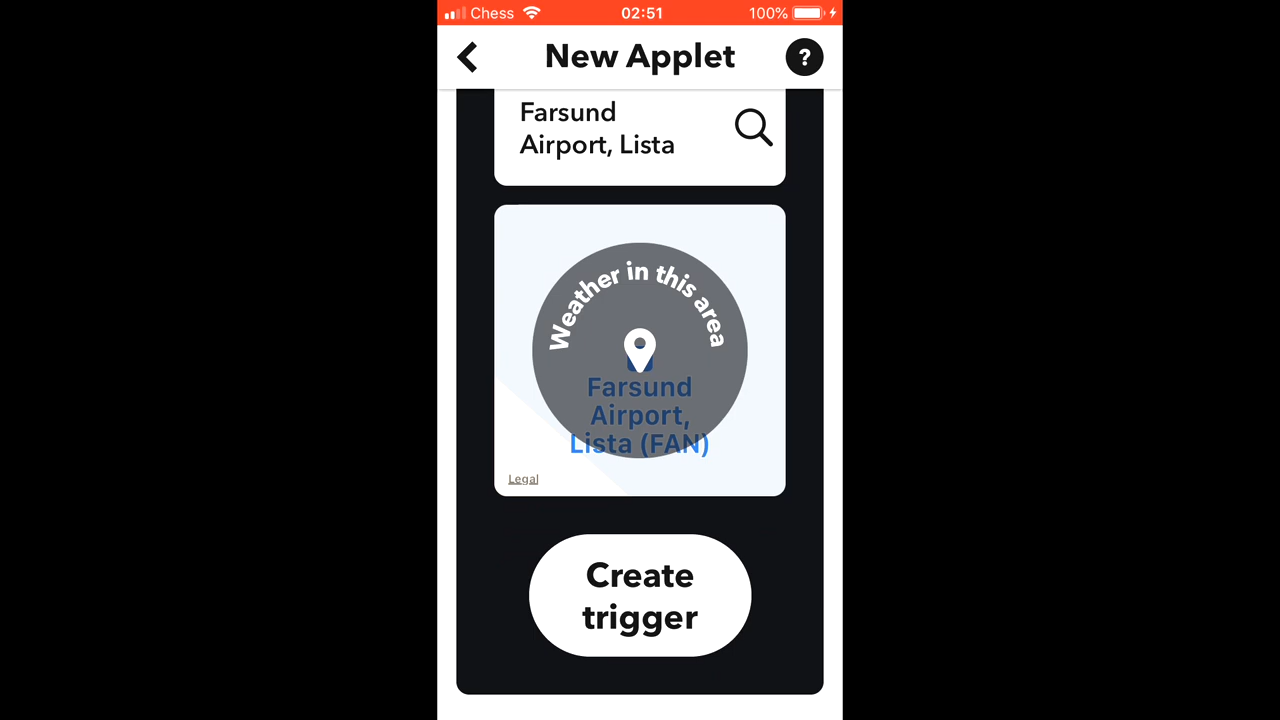 Chess 02:51 100%
New Applet ?
Farsund
Airport, Lista
Weather in this area
Farsund
Airport,
Lista (FAN)
Legal
Create
trigger